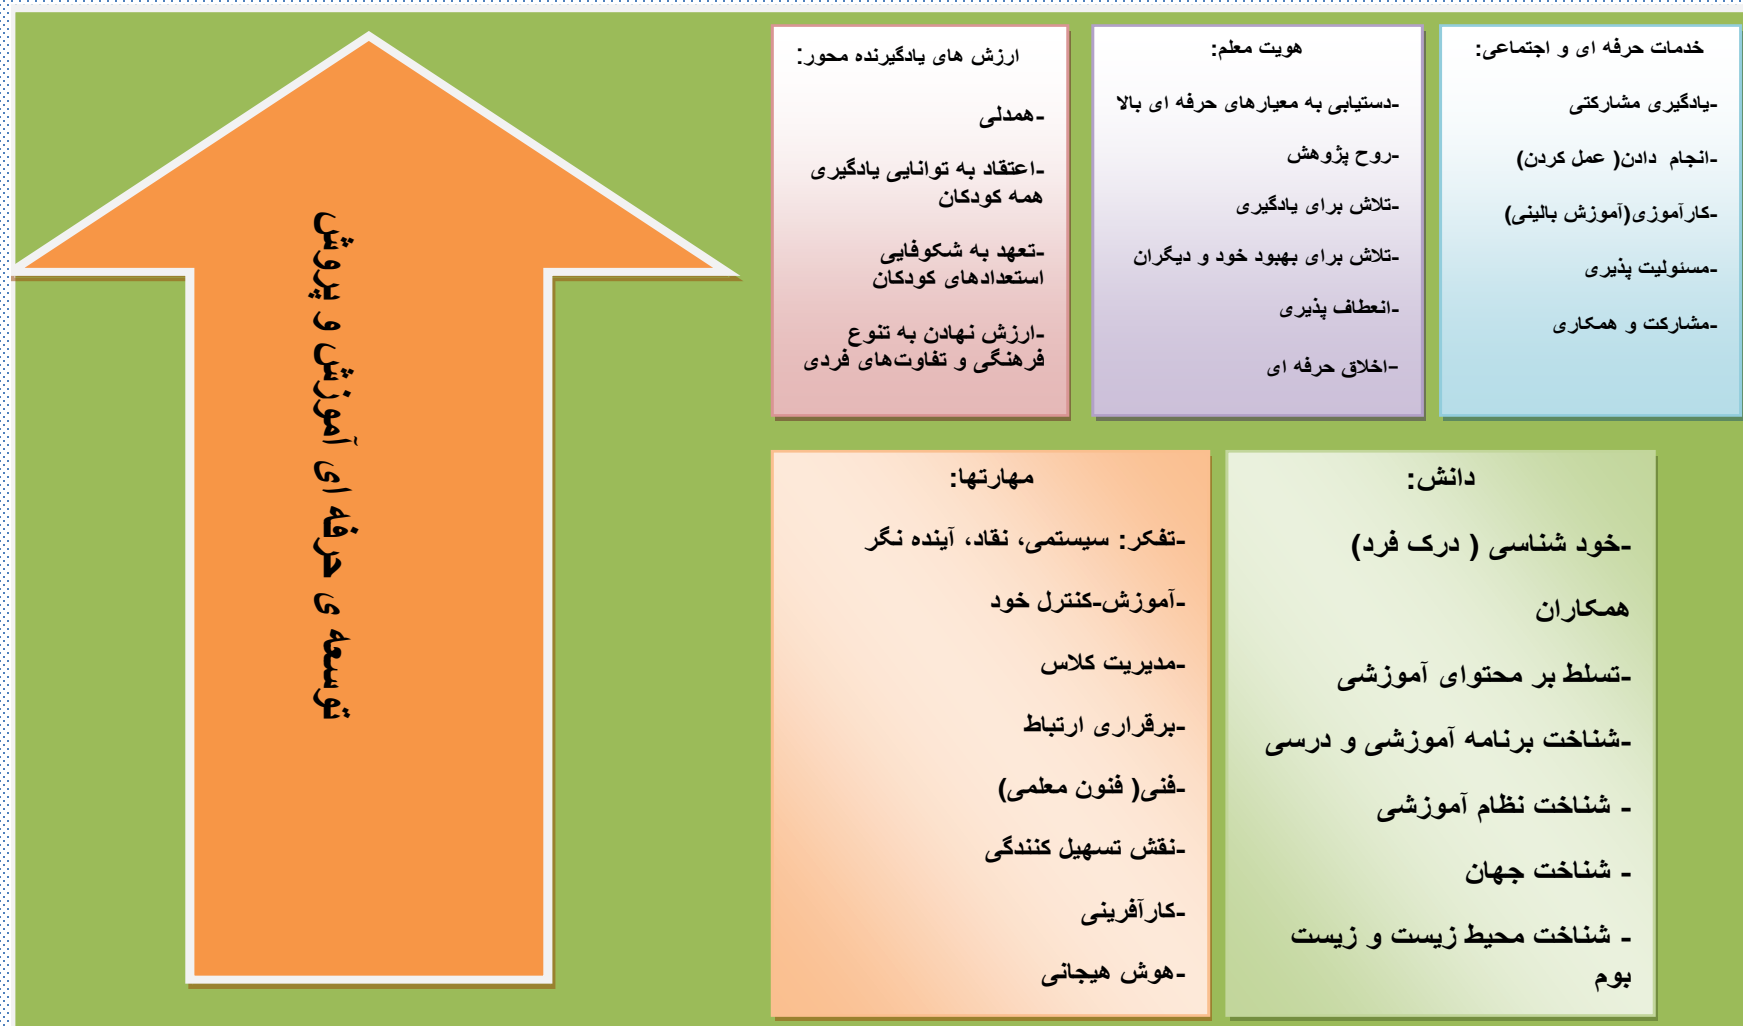 خدمات حرفه ای و اجتماعی:
-یادگیری مشارکتی
-انجام دادن( عمل کردن)
-کارآموزی(آموزش بالینی)
-مسئولیت پذیری
-مشارکت و همکاری
هویت معلم:
-دستیابی به معیارهای حرفه ای بالا
-روح پژوهش
-تلاش برای یادگیری
-تلاش برای بهبود خود و دیگران
-انعطاف پذیری
-اخلاق حرفه ای
ارزش های یادگیرنده محور:
-همدلی
-اعتقاد به توانایی یادگیری
همه کودکان
-تعهد به شکوفایی
استعدادهای کودکان
-ارزش نهادن به تنوع
فرهنگی و تفاوت‌های فردی
دانش:
-خود شناسی ( درک فرد)
همکاران
-تسلط بر محتوای آموزشی
-شناخت برنامه آموزشی و درسی
- شناخت نظام آموزشی
- شناخت جهان
- شناخت محیط زیست و زیست
بوم
مهارتها:
-تفکر: سیستمی، نقاد، آینده نگر
-آموزش-کنترل خود
-مدیریت کلاس
-برقراری ارتباط
-فنی( فنون معلمی)
-نقش تسهیل کنندگی
-کارآفرینی
-هوش هیجانی
توسعه ی حرفه ای آموزش و پروش